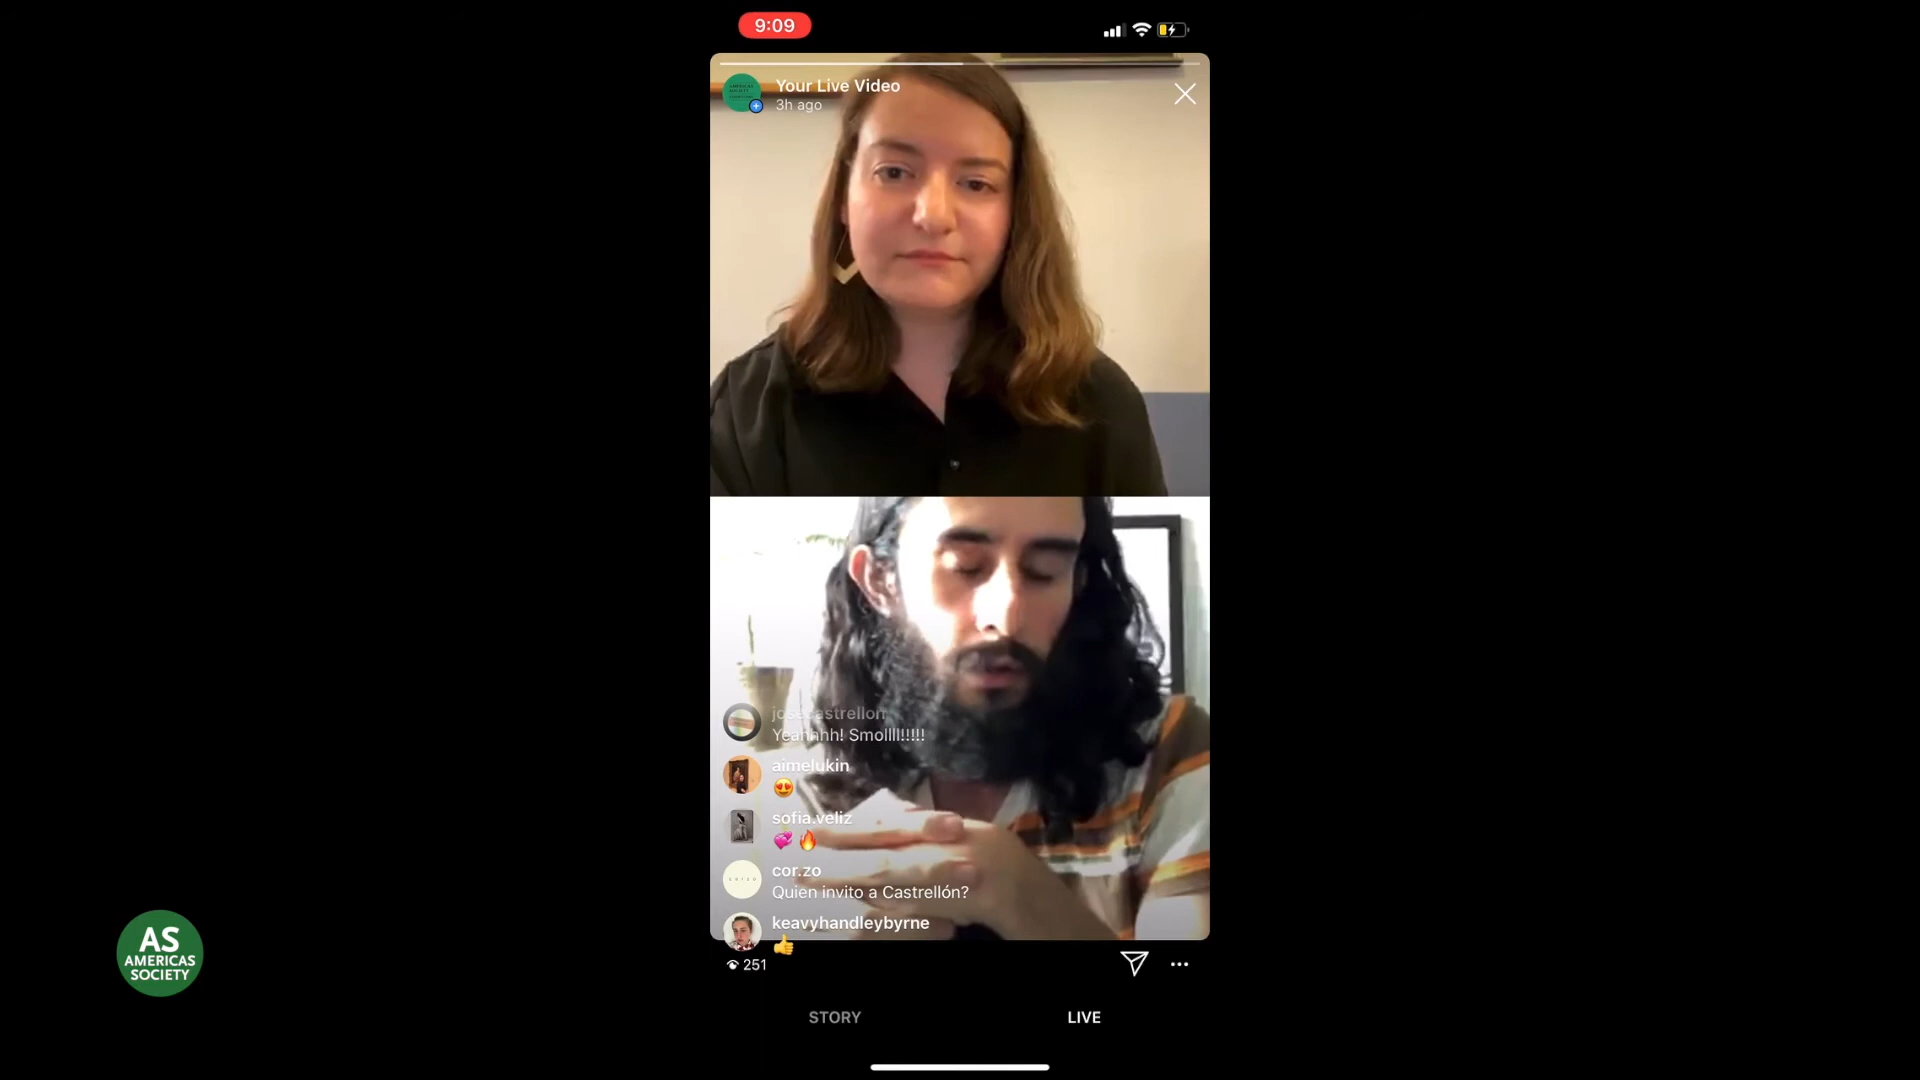 9:09
Your Live Video
3h ago
josecastrellon
Yeahhhh! Smollll!!!!!
aimelukin
😍
sofia.veliz
💞 🔥
cor.zo
Quien invito a Castrellón?
keavyhandleybyrne
👍
251
STORY
LIVE
AS
AMERICAS
SOCIETY